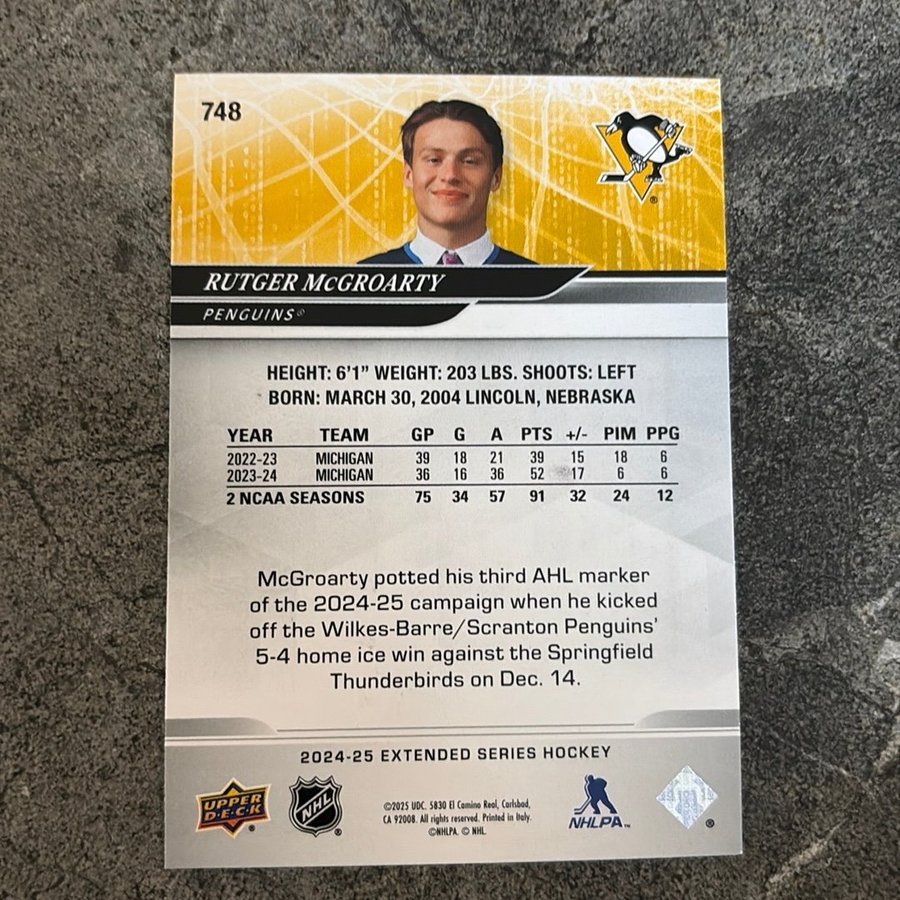 748
RUTGER McGROARTY
PENGUINS®
HEIGHT: 6'1" WEIGHT: 203 LBS. SHOOTS: LEFT
BORN: MARCH 30, 2004 LINCOLN, NEBRASKA
YEAR TEAM GP G A PTS +/- PIM PPG
2022-23 MICHIGAN 39 18 21 39 15 18 6
2023-24 MICHIGAN 36 16 36 52 17 6 6
2 NCAA SEASONS 75 34 57 91 32 24 12
McGroarty potted his third AHL marker
of the 2024-25 campaign when he kicked
off the Wilkes-Barre/Scranton Penguins'
5-4 home ice win against the Springfield
Thunderbirds on Dec. 14.
2024-25 EXTENDED SERIES HOCKEY
UPPER
D·E·C·K
®
NHL
®
©2025 UDC. 5830 El Camino Real, Carlsbad,
CA 92008. All rights reserved. Printed in Italy.
©NHLPA. © NHL.
NHLPA™
®